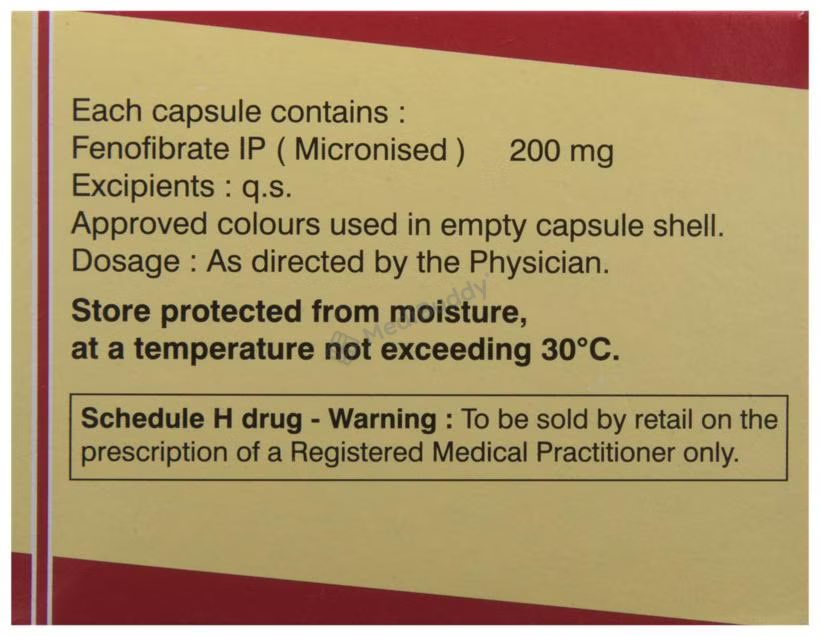 Each capsule contains :
Fenofibrate IP ( Micronised ) 200 mg
Excipients : q.s.
Approved colours used in empty capsule shell.
Dosage : As directed by the Physician.
Store protected from moisture,
at a temperature not exceeding 30°C.
MediBuddy
Schedule H drug - Warning : To be sold by retail on the
prescription of a Registered Medical Practitioner only.